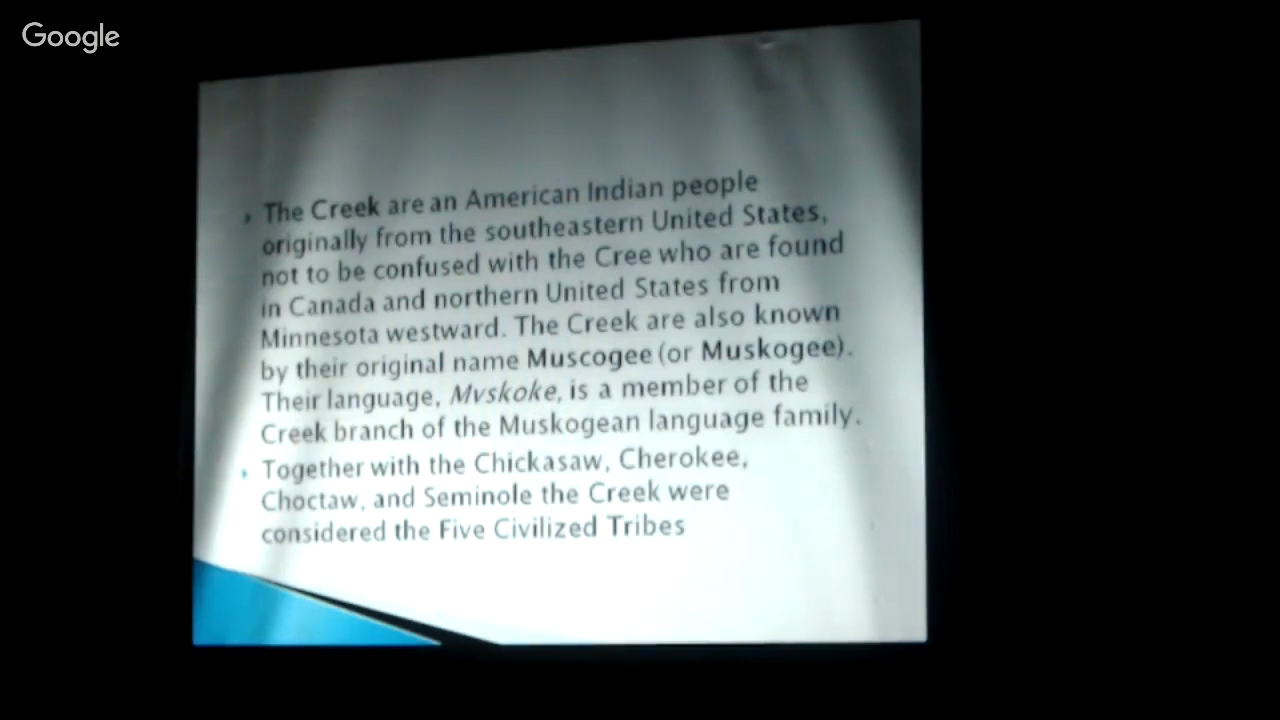 Google
The Creek are an American Indian people
originally from the southeastern United States,
not to be confused with the Cree who are found
in Canada and northern United States from
Minnesota westward. The Creek are also known
by their original name Muscogee (or Muskogee).
Their language, Mvskoke, is a member of the
Creek branch of the Muskogean language family.
Together with the Chickasaw, Cherokee,
Choctaw, and Seminole the Creek were
considered the Five Civilized Tribes